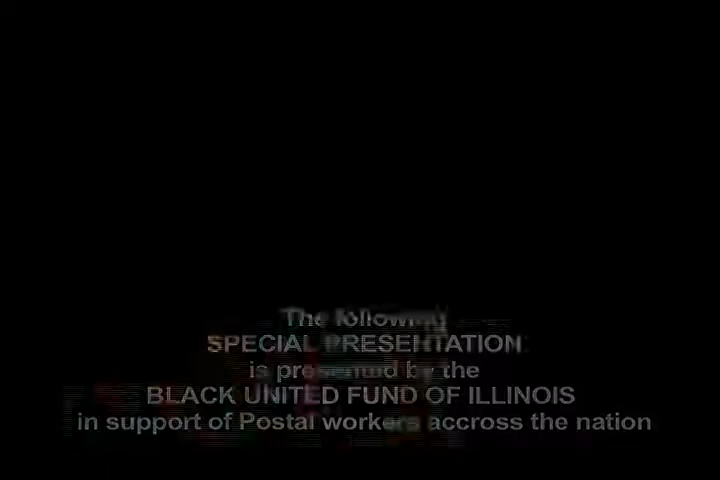 The following
SPECIAL PRESENTATION
is presented by the
BLACK UNITED FUND OF ILLINOIS
in support of Postal workers accross the nation